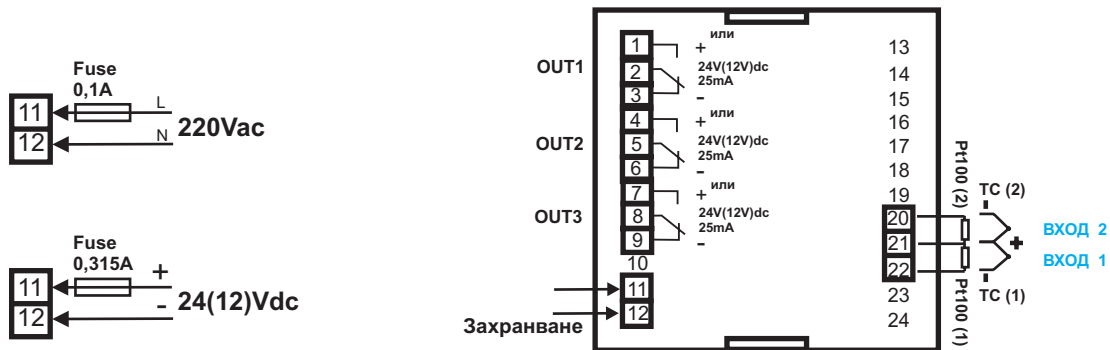 Fuse
0,1A
11
L
12
N
220Vac
Fuse
0,315A
11
+
12
-
24(12)Vdc
OUT1
1
+ или
2
24V(12V)dc
25mA
3
-
OUT2
4
+ или
5
24V(12V)dc
25mA
6
-
OUT3
7
+ или
8
24V(12V)dc
25mA
9
-
10
11
12
Захранване
13
14
15
16
17
18
19
20
21
22
23
24
Pt100 (2)
- TC (2)
+
ВХОД 2
ВХОД 1
- TC (1)
Pt100 (1)